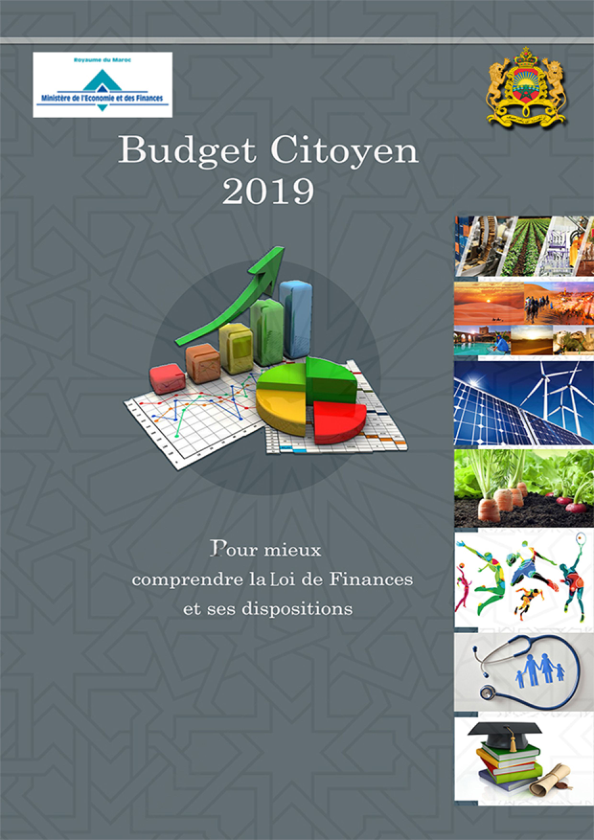 Royaume du Maroc
Ministère de l'Economie et des Finances
Budget Citoyen
2019
Pour mieux
comprendre la Loi de Finances
et ses dispositions